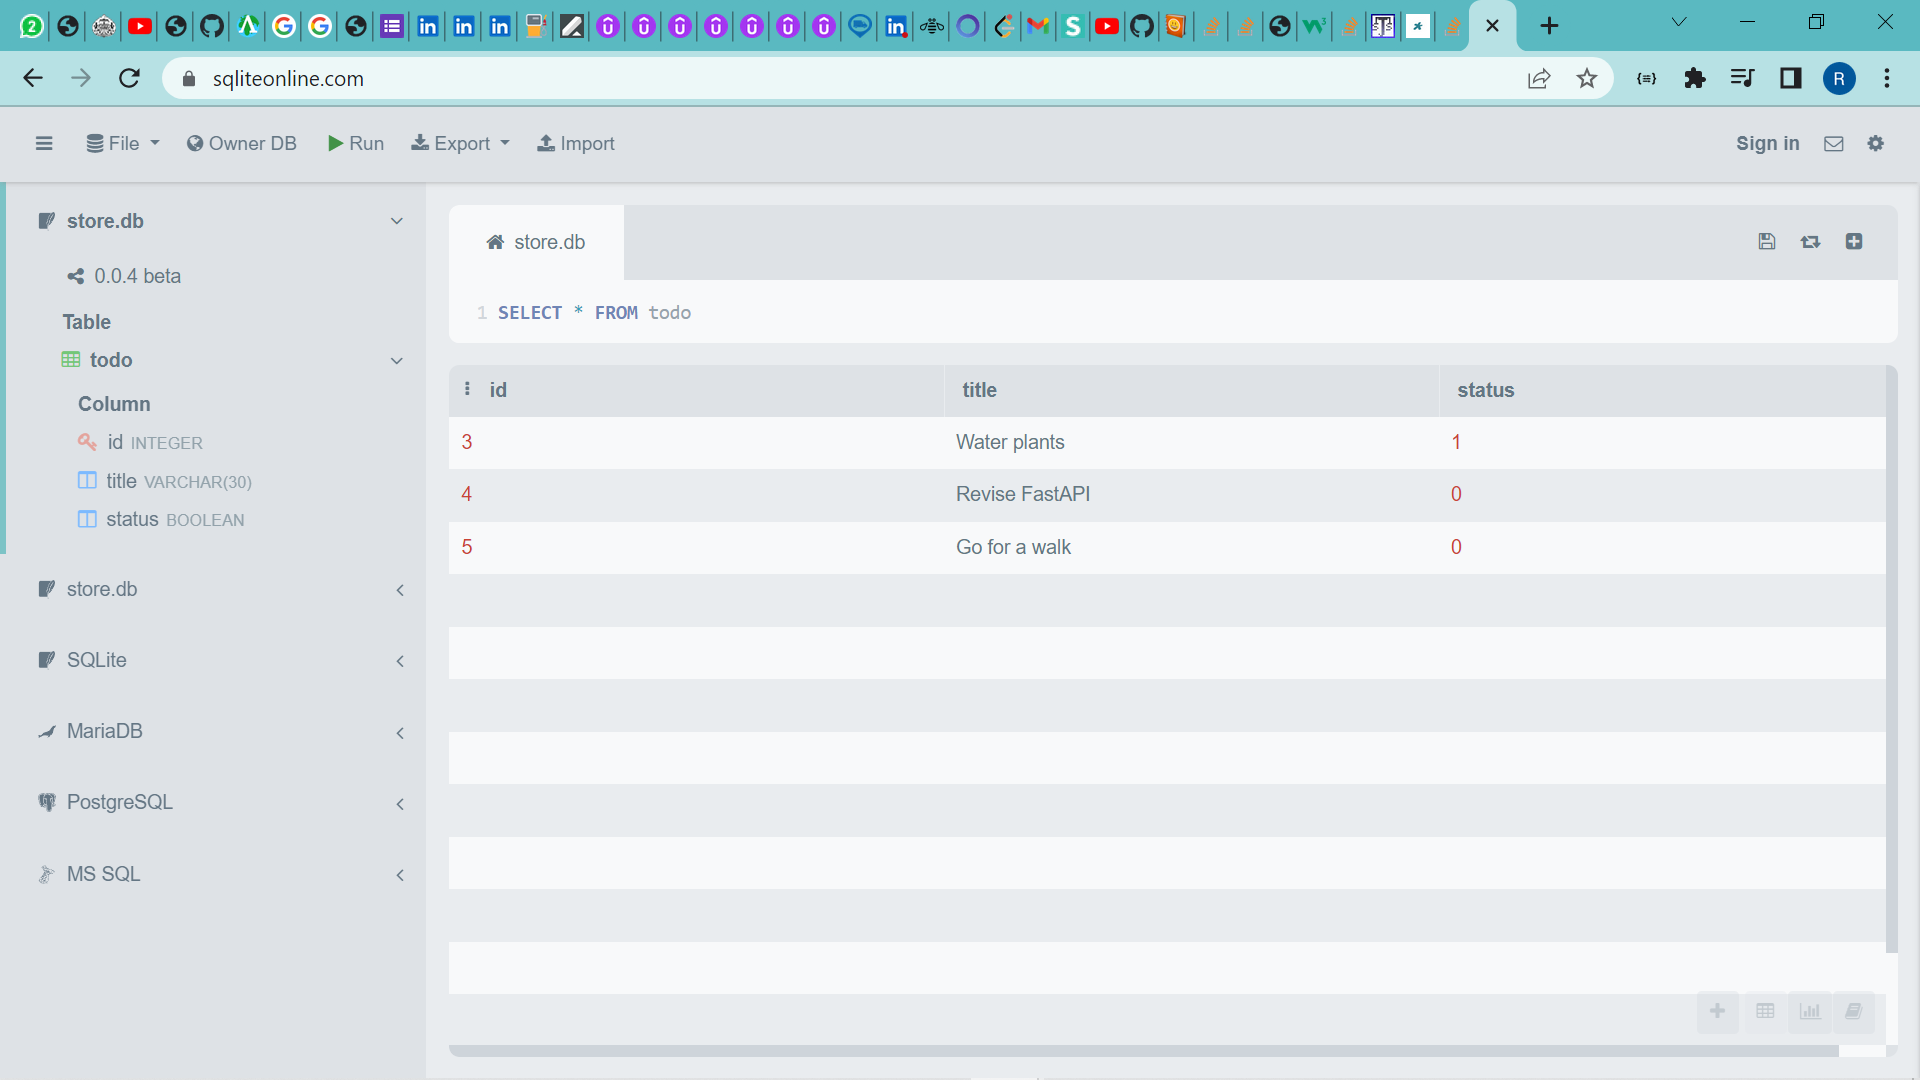 2
sqliteonline.com
R
File
Owner DB
Run
Export
Import
Sign in
store.db
0.0.4 beta
Table
todo
Column
id INTEGER
title VARCHAR(30)
status BOOLEAN
store.db
SQLite
MariaDB
PostgreSQL
MS SQL
store.db
1 SELECT * FROM todo
id title status
3 Water plants 1
4 Revise FastAPI 0
5 Go for a walk 0